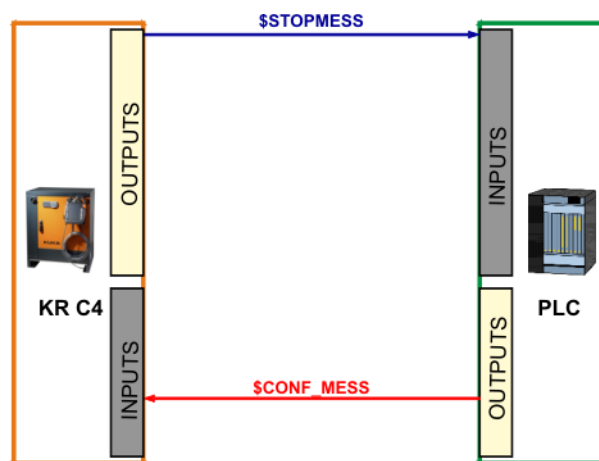 $STOPMESS
OUTPUTS
INPUTS
KR C4
PLC
INPUTS
$CONF_MESS
OUTPUTS